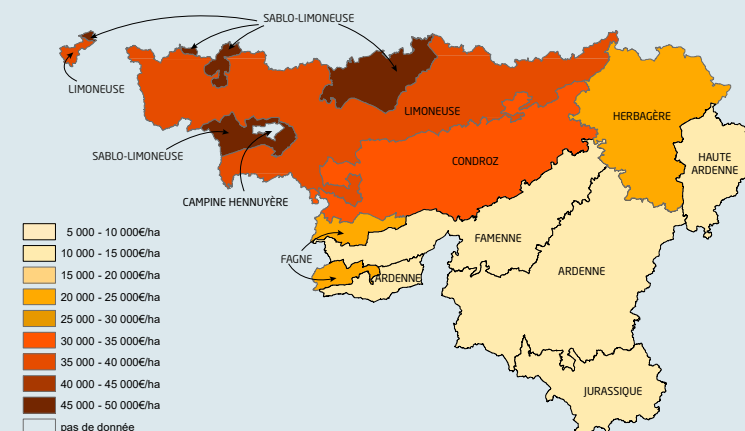 SABLO-LIMONEUSE
LIMONEUSE
LIMONEUSE
HERBAGÈRE
SABLO-LIMONEUSE
CONDROZ
HAUTE
ARDENNE
CAMPINE HENNUYÈRE
FAMENNE
FAGNE
ARDENNE
ARDENNE
JURASSIQUE
5 000 - 10 000€/ha
10 000 - 15 000€/ha
15 000 - 20 000€/ha
20 000 - 25 000€/ha
25 000 - 30 000€/ha
30 000 - 35 000€/ha
35 000 - 40 000€/ha
40 000 - 45 000€/ha
45 000 - 50 000€/ha
pas de donnée